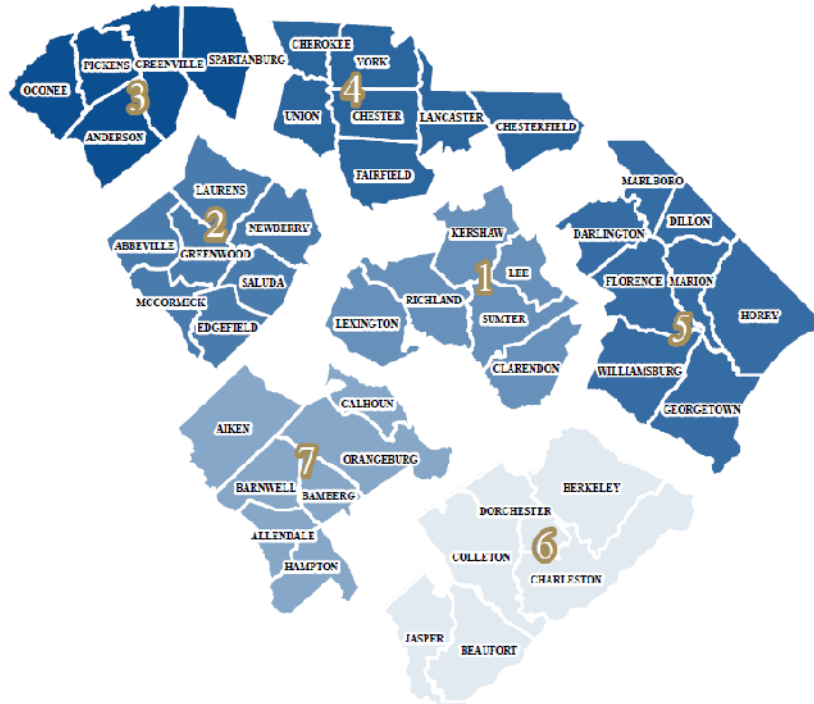 CHEROKEE
YORK
PICKENS
GREENVILLE
SPARTANBURG
OCONEE
3
4
UNION
CHESTER
LANCASTER
CHESTERFIELD
ANDERSON
FAIRFIELD
MARLBORO
LAURENS
DILLON
2
NEWBERRY
KERSHAW
DARLINGTON
ABBEVILLE
GREENWOOD
LEE
1
FLORENCE
MARION
SALUDA
MCCORMICK
RICHLAND
LEXINGTON
SUMTER
HORRY
EDGEFIELD
5
CLARENDON
WILLIAMSBURG
CALHOUN
GEORGETOWN
AIKEN
7
ORANGEBURG
BARNWELL
BAMBERG
BERKELEY
DORCHESTER
ALLENDALE
6
COLLETON
HAMPTON
CHARLESTON
JASPER
BEAUFORT